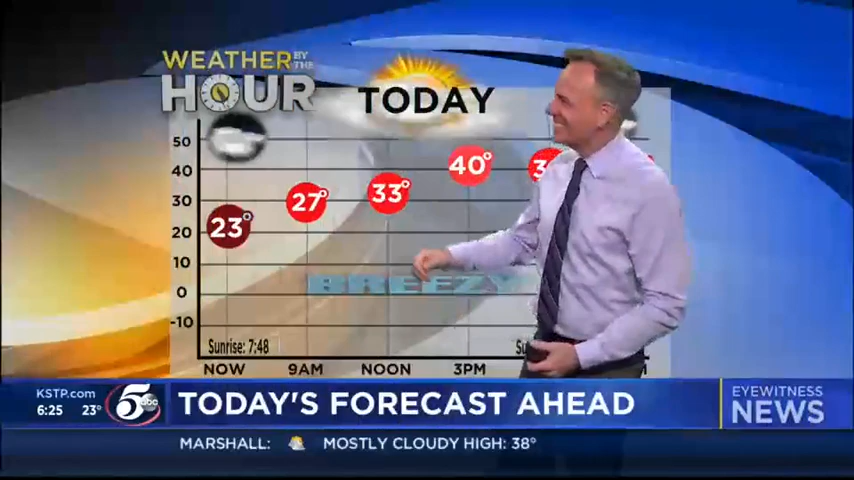 WEATHER BY THE
HOUR
TODAY
50
40
30
20
10
0
-10
23°
27°
33°
40°
3
BREEZY
Sunrise: 7:48
NOW
9AM
NOON
3PM
KSTP.com
6:25 23°
5 abc
TODAY'S FORECAST AHEAD
EYEWITNESS
NEWS
MARSHALL: MOSTLY CLOUDY HIGH: 38°